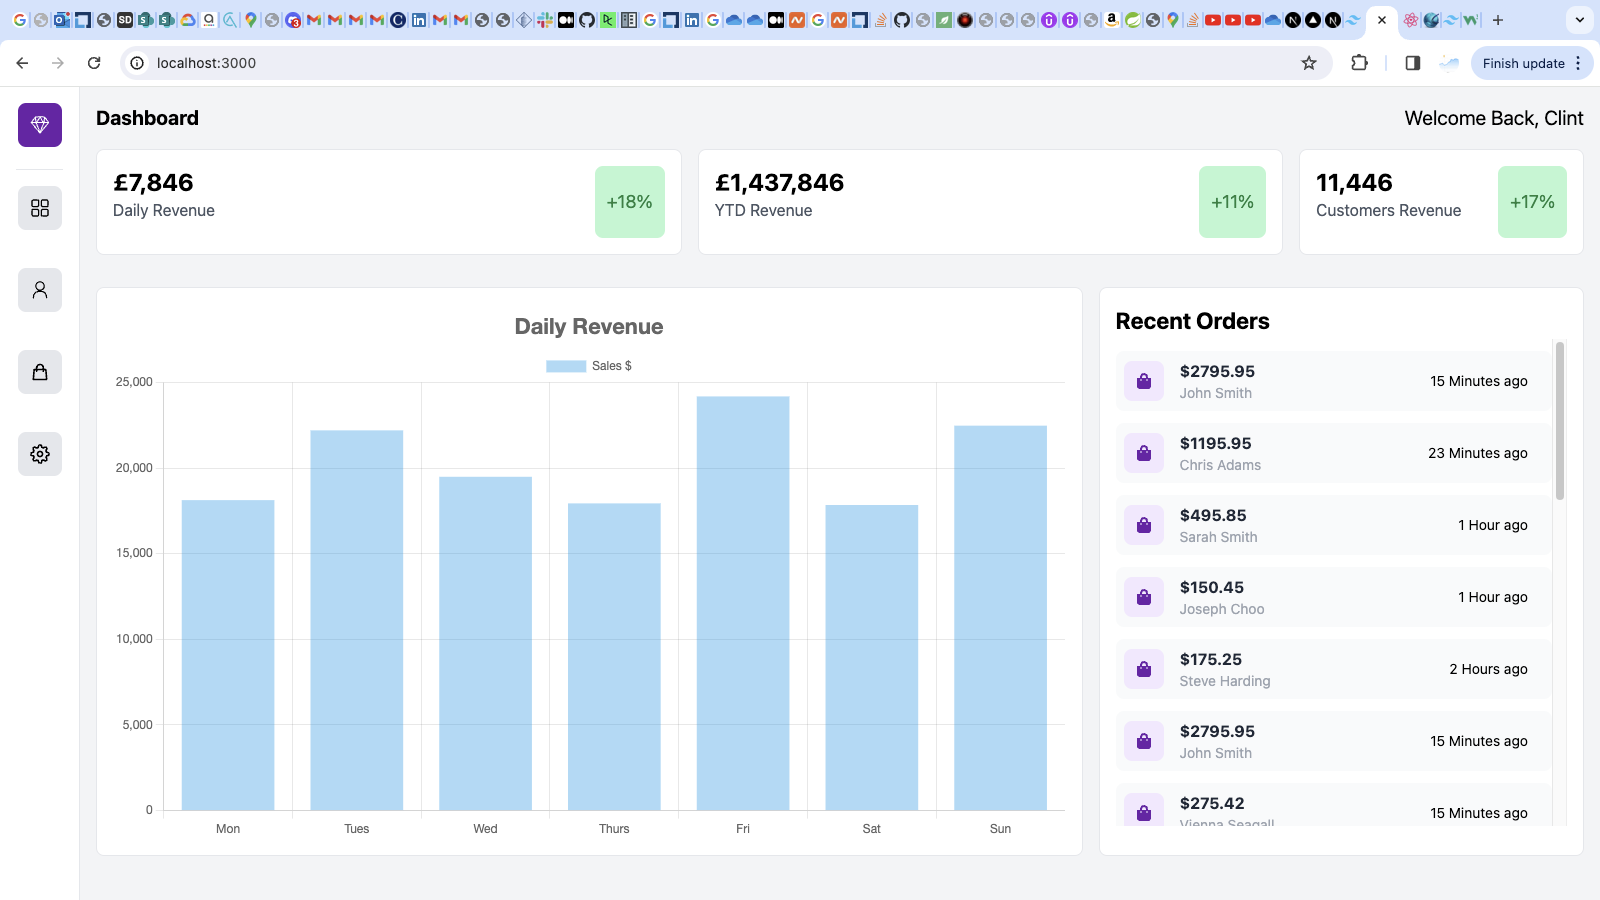 localhost:3000
Finish update
Dashboard
Welcome Back, Clint
£7,846
Daily Revenue
+18%
£1,437,846
YTD Revenue
+11%
11,446
Customers Revenue
+17%
Daily Revenue
Sales $
25,000
20,000
15,000
10,000
5,000
0
Mon Tues Wed Thurs Fri Sat Sun
Recent Orders
$2795.95
John Smith
15 Minutes ago
$1195.95
Chris Adams
23 Minutes ago
$495.85
Sarah Smith
1 Hour ago
$150.45
Joseph Choo
1 Hour ago
$175.25
Steve Harding
2 Hours ago
$2795.95
John Smith
15 Minutes ago
$275.42
Vienna Seagall
15 Minutes ago